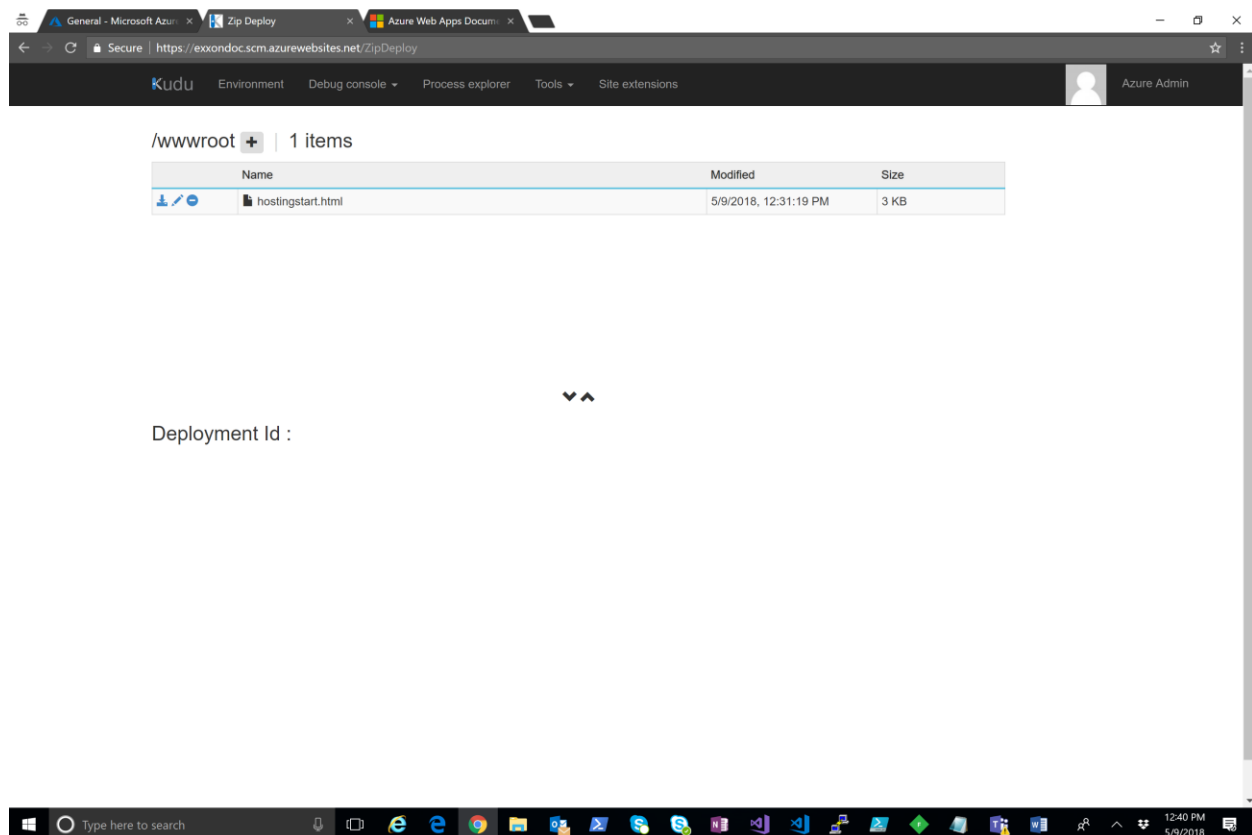 General - Microsoft Azur
Zip Deploy
Azure Web Apps Docum
Secure | https://exxondoc.scm.azurewebsites.net/ZipDeploy
Kudu Environment Debug console Process explorer Tools Site extensions Azure Admin
/wwwroot + | 1 items
Name Modified Size
hostingstart.html 5/9/2018, 12:31:19 PM 3 KB
Deployment Id :
Type here to search
12:40 PM
5/9/2018